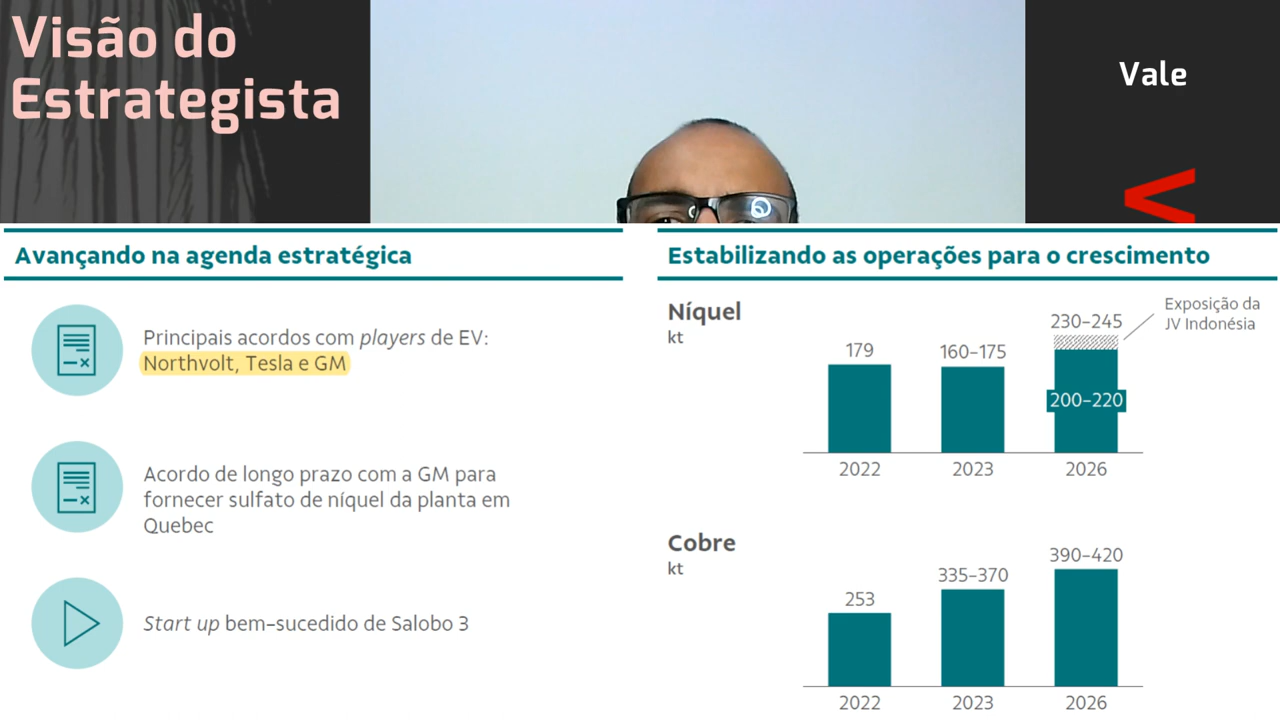 Visão do
Estrategista
Vale
Avançando na agenda estratégica
Principais acordos com players de EV:
Northvolt, Tesla e GM
Acordo de longo prazo com a GM para
fornecer sulfato de níquel da planta em
Quebec
Start up bem-sucedido de Salobo 3
Estabilizando as operações para o crescimento
Níquel
kt
Exposição da
JV Indonésia
230-245
179
160-175
200-220
2022
2023
2026
Cobre
kt
390-420
335-370
253
2022
2023
2026